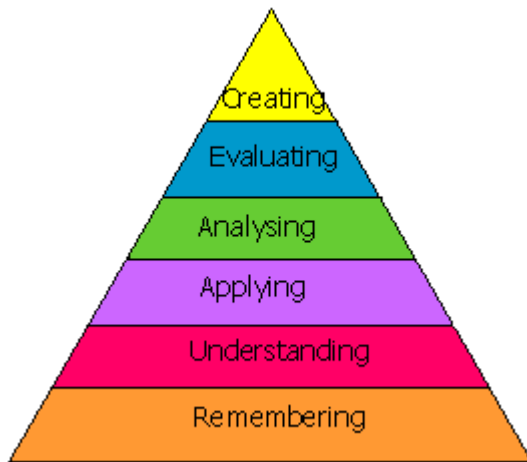 Creating
Evaluating
Analysing
Applying
Understanding
Remembering